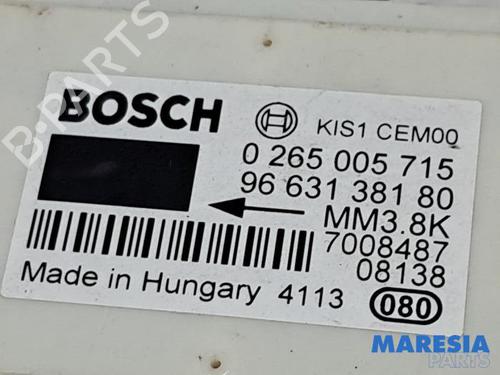 B-PARTS
BOSCH KIS1 CEM00
0 265 005 715
96 631 381 80
MM3.8K
7008487
08138
Made in Hungary 4113 080
MARESIA
PARTS